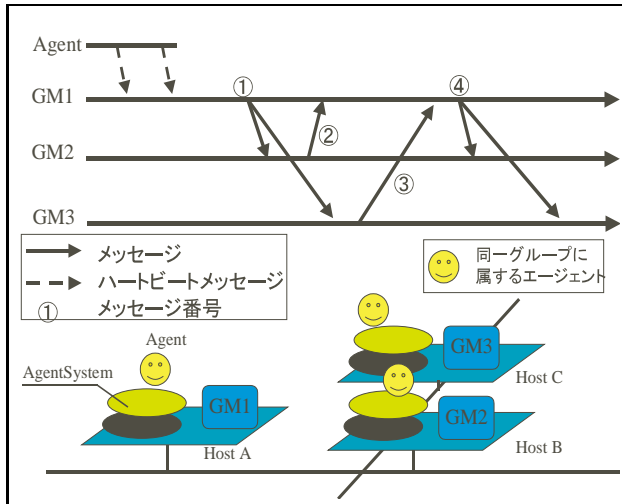 Agent
GM1
①
④
②
GM2
③
GM3
メッセージ
ハートビートメッセージ
① メッセージ番号
同一グループに
属するエージェント
Agent
AgentSystem
GM1
Host A
GM3
Host C
GM2
Host B